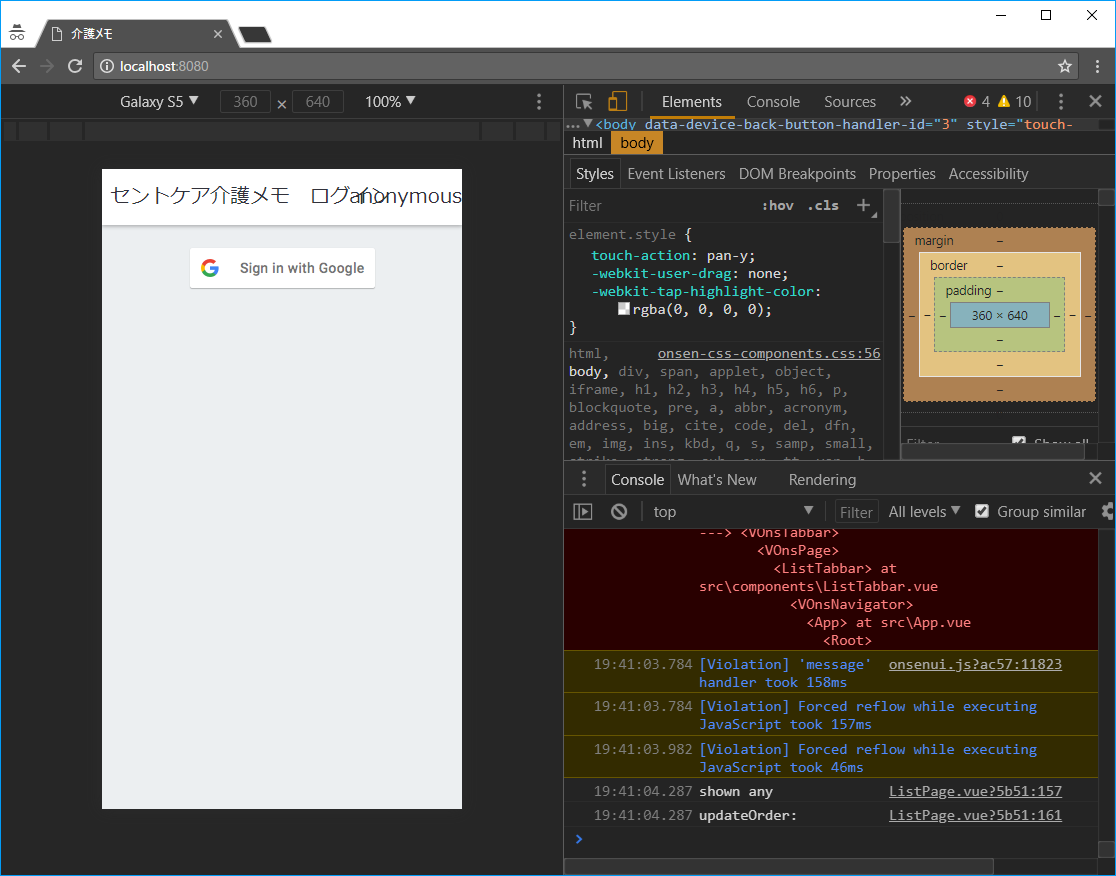 介護メモ
localhost:8080
Galaxy S5 ▼ 360 × 640 100% ▼
Elements Console Sources » 4 10
<body data-device-back-button-handler-id="3" style="touch-
html body
Styles Event Listeners DOM Breakpoints Properties Accessibility
Filter :hov .cls +
element.style {
touch-action: pan-y;
-webkit-user-drag: none;
-webkit-tap-highlight-color:
rgba(0, 0, 0, 0);
}
html, onsen-css-components.css:56
body, div, span, applet, object,
iframe, h1, h2, h3, h4, h5, h6, p,
blockquote, pre, a, abbr, acronym,
address, big, cite, code, del, dfn,
em, img, ins, kbd, q, s, samp, small,
margin –
border –
padding –
– – – 360 × 640 – – –
–
–
–
Filter Show all
セントケア介護メモ ログイン anonymous
Sign in with Google
Console What's New Rendering
top ▼ Filter All levels ▼ Group similar
---> <VOnsTabbar>
<VOnsPage>
<ListTabbar> at
src\components\ListTabbar.vue
<VOnsNavigator>
<App> at src\App.vue
<Root>
19:41:03.784 [Violation] 'message' onsenui.js?ac57:11823
handler took 158ms
19:41:03.784 [Violation] Forced reflow while executing
JavaScript took 157ms
19:41:03.982 [Violation] Forced reflow while executing
JavaScript took 46ms
19:41:04.287 shown any ListPage.vue?5b51:157
19:41:04.287 updateOrder: ListPage.vue?5b51:161
>